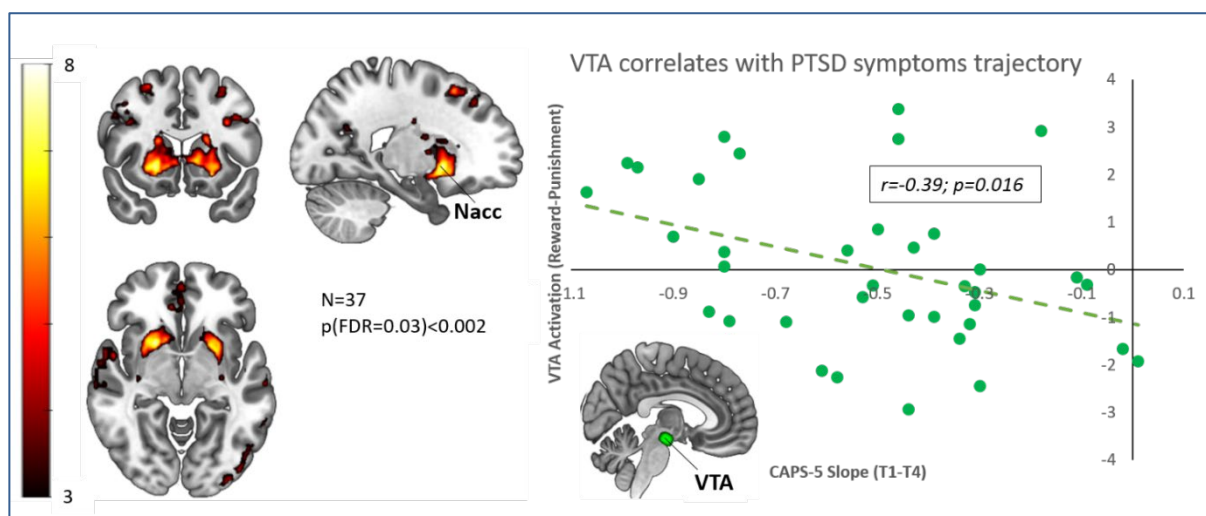 8
3
Nacc
N=37
p(FDR=0.03)<0.002
VTA correlates with PTSD symptoms trajectory
VTA Activation (Reward-Punishment)
4
3
2
1
0
-1
-2
-3
-4
-1.1
-0.9
-0.7
-0.5
-0.3
-0.1
0.1
r=-0.39; p=0.016
VTA
CAPS-5 Slope (T1-T4)